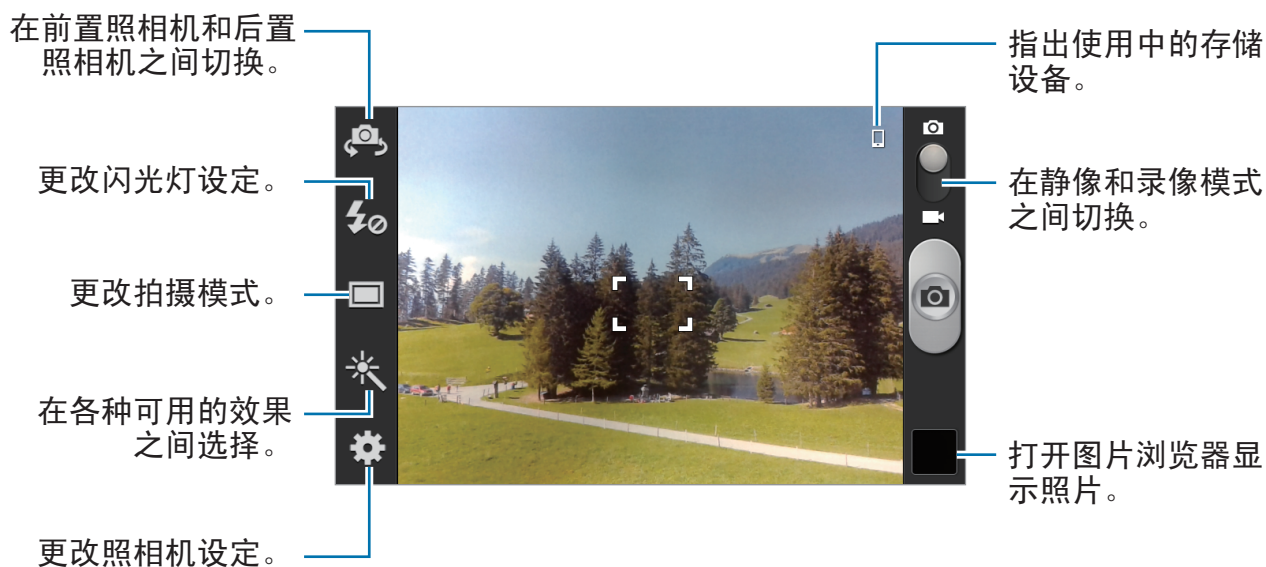 在前置照相机和后置
照相机之间切换。
更改闪光灯设定。
更改拍摄模式。
在各种可用的效果
之间选择。
更改照相机设定。
指出使用中的存储
设备。
在静像和录像模式
之间切换。
打开图片浏览器显
示照片。